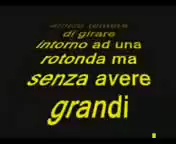 di girare
intorno ad una
rotonda ma
senza avere
grandi